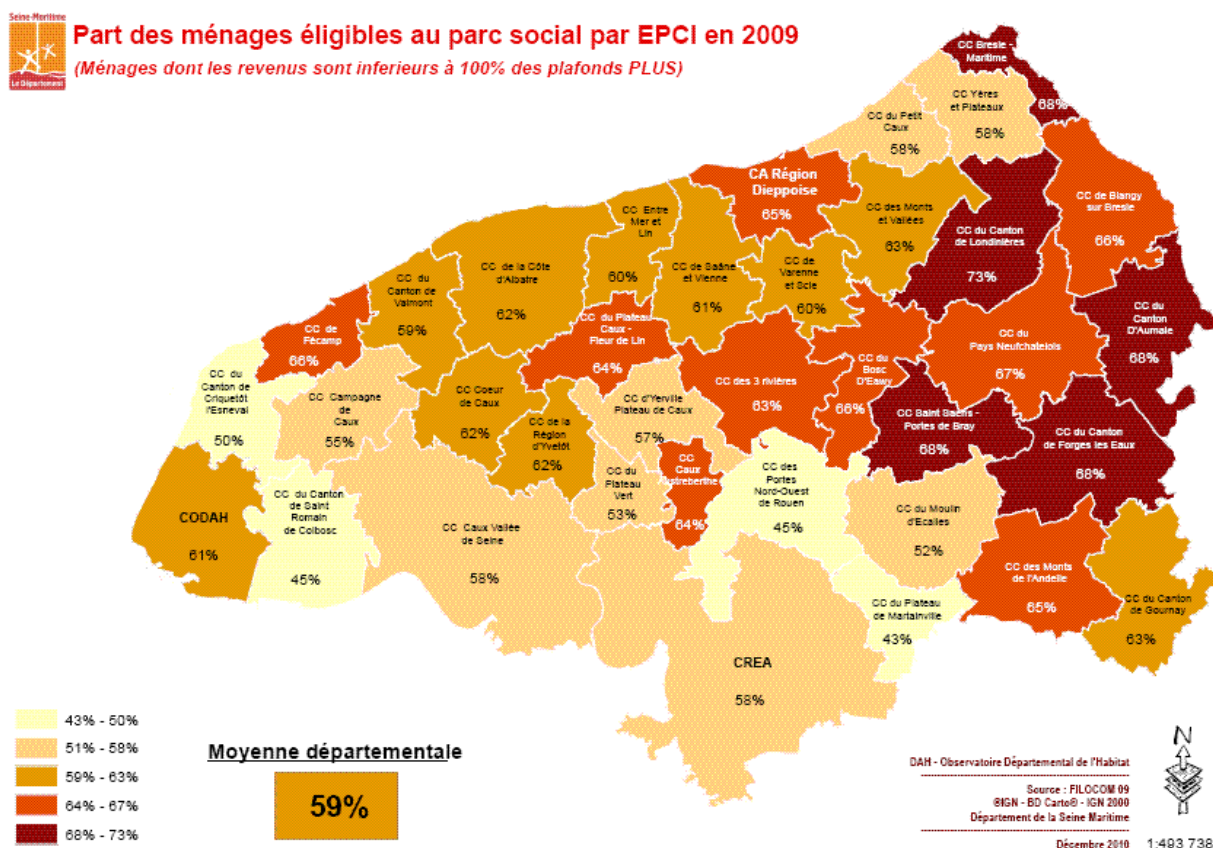 Seine-Maritime
Le Département
Part des ménages éligibles au parc social par EPCI en 2009
(Ménages dont les revenus sont inferieurs à 100% des plafonds PLUS)
CC Bresle -
Maritime
68%
CC Yères
et Plateaux
58%
CC du Petit
Caux
58%
CA Région
Dieppoise
65%
CC des Monts
et Vallées
63%
CC du Canton
de Londinières
73%
CC de Blangy
sur Bresle
66%
CC Entre
Mer et
Lin
60%
CC de Saâne
et Vienne
61%
CC de
Varenne
et Scie
60%
CC de la Côte
d'Albatre
62%
CC du
Canton de
Valmont
59%
CC du
Canton
D'Aumale
68%
CC de
Fécamp
66%
CC du Plateau
Caux -
Fleur de Lin
64%
CC du
Pays Neufchatelois
67%
CC du
Bosc
D'Eawy
66%
CC des 3 rivières
63%
CC du
Canton de
Criquetôt
l'Esneval
50%
CC Campagne
de
Caux
55%
CC Coeur
de Caux
62%
CC d'Yerville
Plateau de Caux
57%
CC de la
Région
d'Yvetôt
62%
CC Saint Saëns -
Portes de Bray
68%
CC du Canton
de Forges les Eaux
68%
CC du
Plateau
Vert
53%
CC
Caux
64%
CC des
Portes
Nord-Ouest
de Rouen
45%
CC du Moulin
d'Ecalles
52%
CODAH
61%
CC du Canton
de Saint
Romain
de Colbosc
45%
CC Caux Vallée
de Seine
58%
CC des Monts
de l'Andelle
65%
CC du Canton
de Gournay
63%
CC du Plateau
de Martainville
43%
CREA
58%
43% - 50%
51% - 58%
59% - 63%
64% - 67%
68% - 73%
Moyenne départementale
59%
N
DAH - Observatoire Départemental de l'Habitat
Source : FILOCOM 09
©IGN - BD Carto® - IGN 2000
Département de la Seine Maritime
Décembre 2010
1:493 738